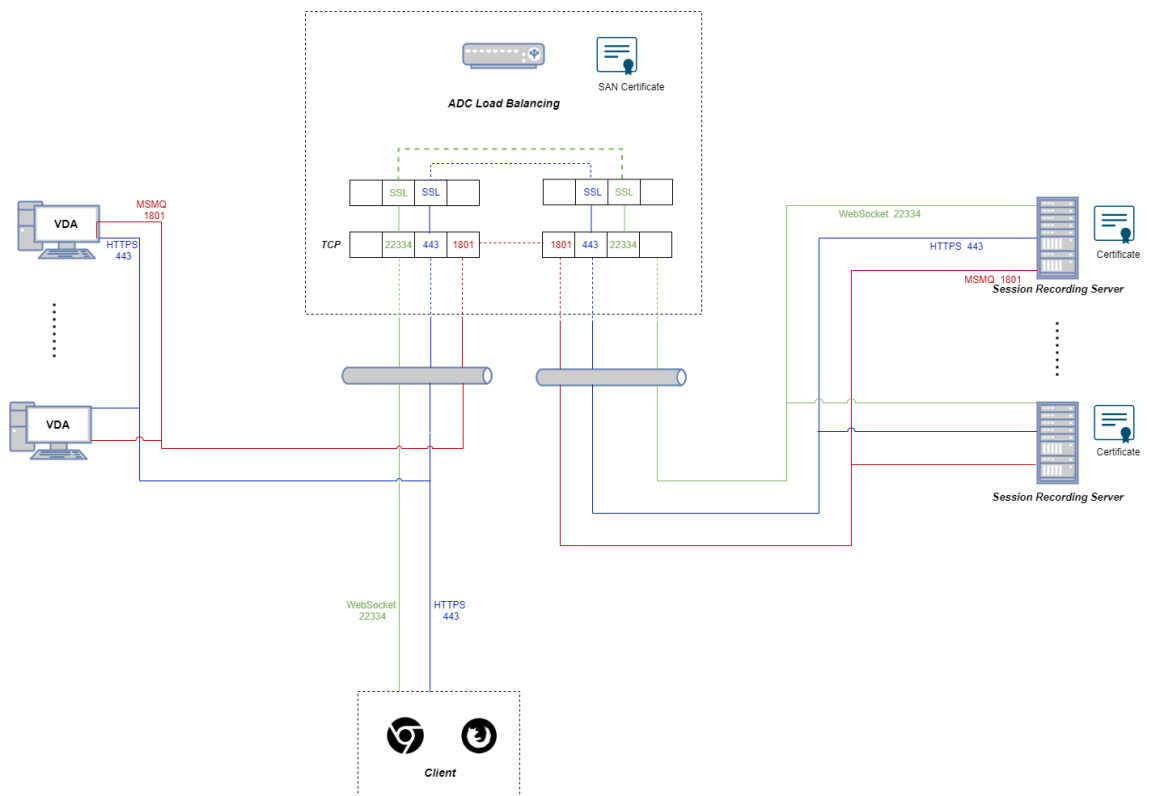 SAN Certificate
ADC Load Balancing
SSL SSL
SSL SSL
TCP
22334 443 1801
1801 443 22334
VDA
MSMQ
1801
HTTPS
443
VDA
WebSocket 22334
HTTPS 443
MSMQ 1801
Certificate
Session Recording Server
Certificate
Session Recording Server
WebSocket
22334
HTTPS
443
Client